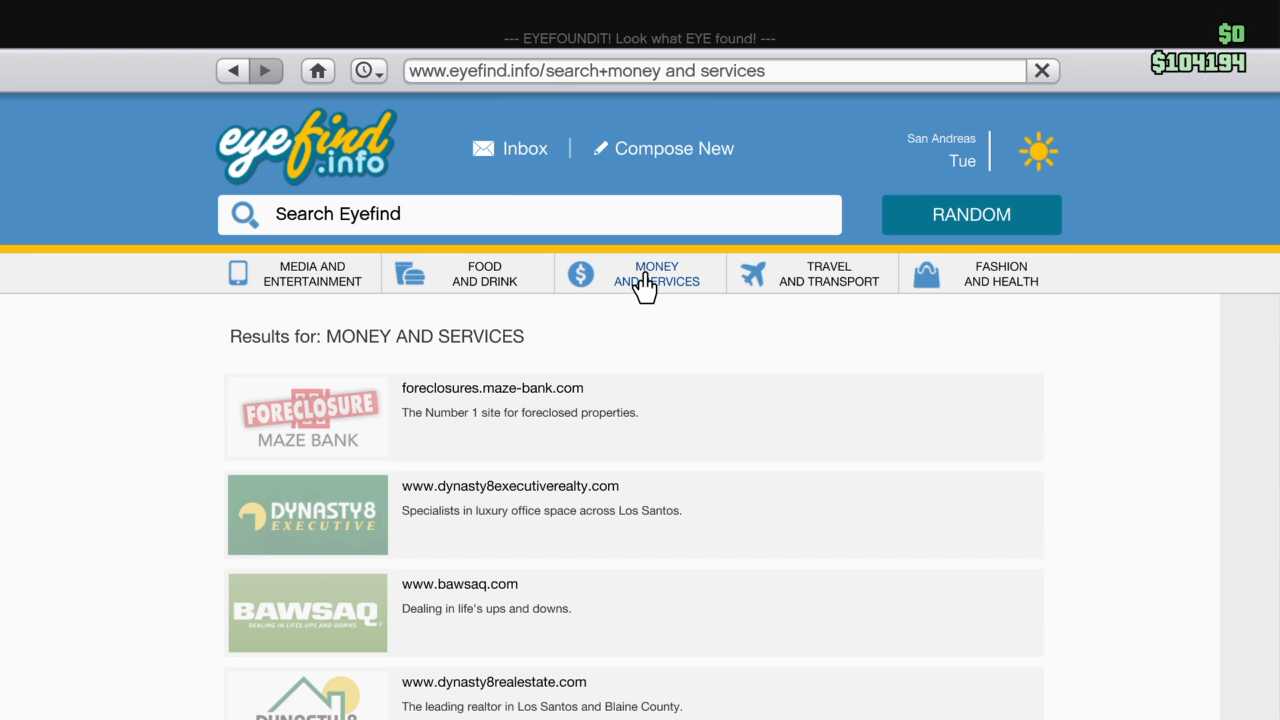 --- EYEFOUNDIT! Look what EYE found! ---
$0
$104194
www.eyefind.info/search+money and services
eyefind
.info
Inbox
Compose New
San Andreas
Tue
Search Eyefind
RANDOM
MEDIA AND
ENTERTAINMENT
FOOD
AND DRINK
MONEY
AND SERVICES
TRAVEL
AND TRANSPORT
FASHION
AND HEALTH
Results for: MONEY AND SERVICES
FORECLOSURE
MAZE BANK
foreclosures.maze-bank.com
The Number 1 site for foreclosed properties.
DYNASTY8
EXECUTIVE
www.dynasty8executiverealty.com
Specialists in luxury office space across Los Santos.
BAWSAQ
DEALING IN LIFE'S UPS AND DOWNS
www.bawsaq.com
Dealing in life's ups and downs.
DYNASTY 8
www.dynasty8realestate.com
The leading realtor in Los Santos and Blaine County.